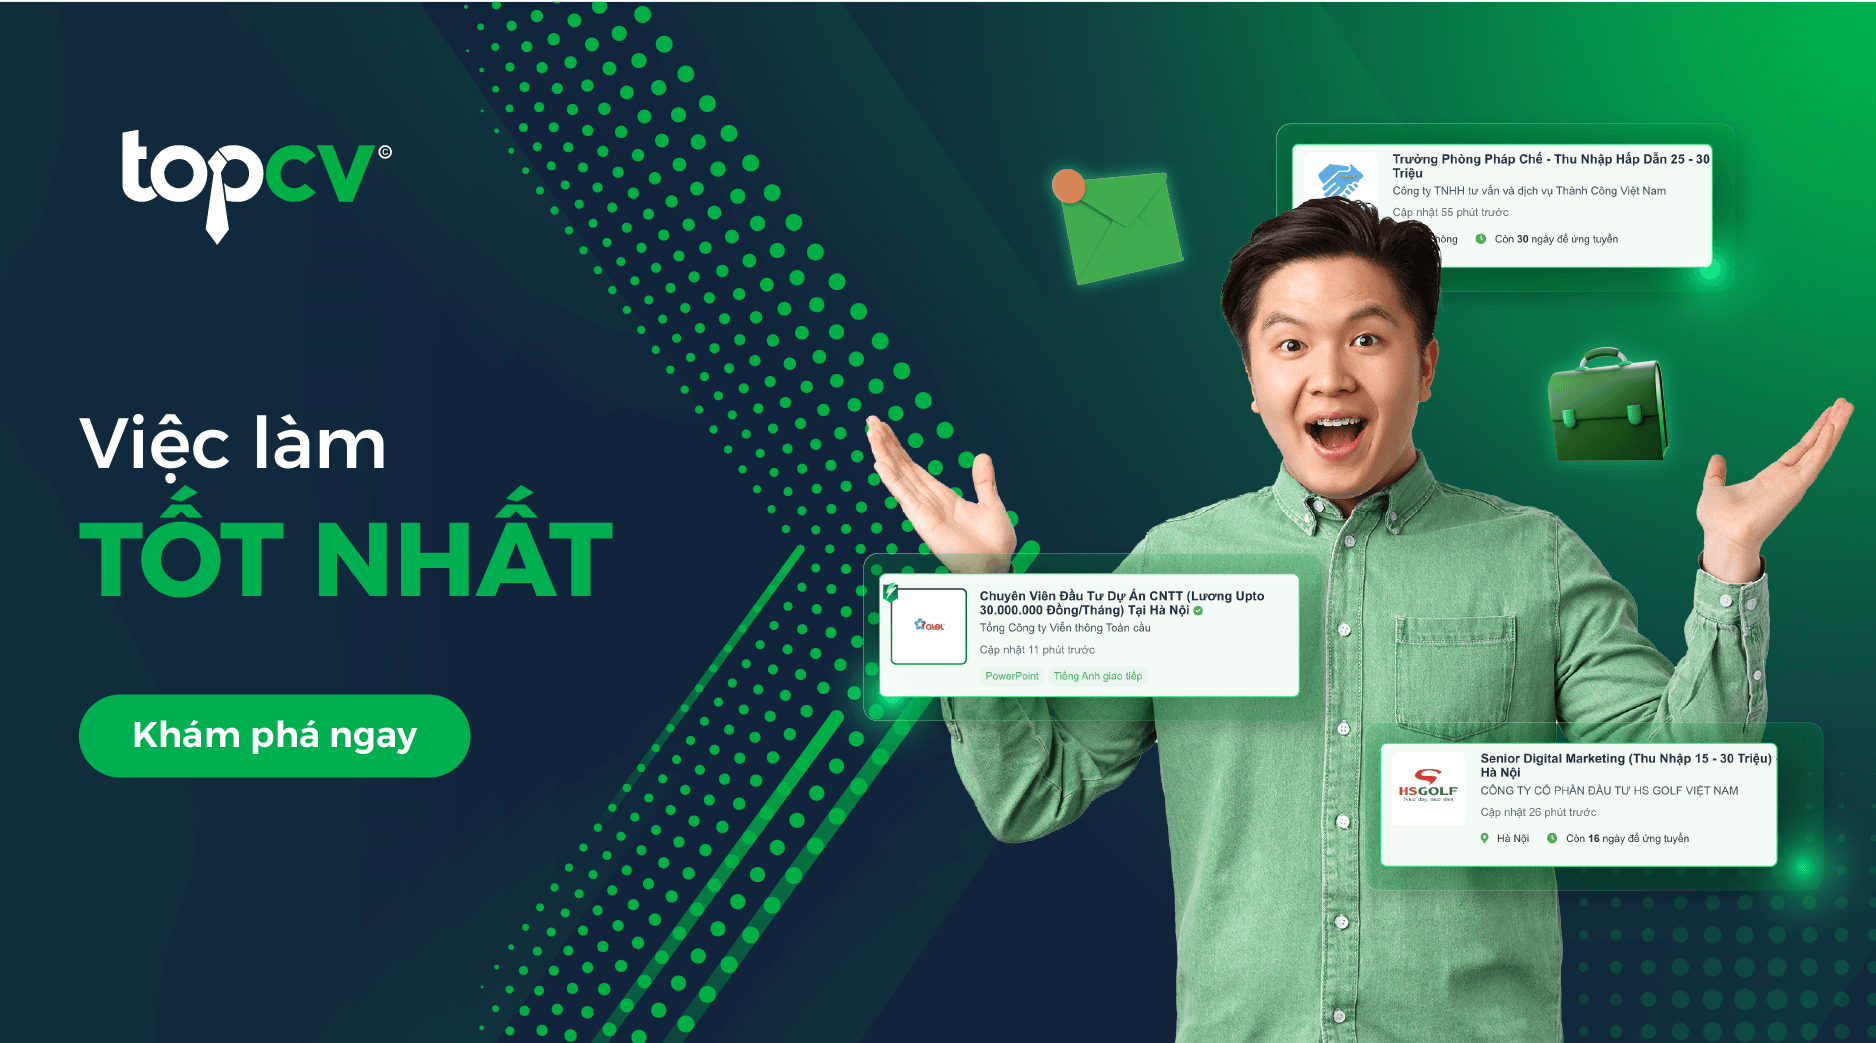 topcv©
Việc làm
TỐT NHẤT
Khám phá ngay
Trưởng Phòng Pháp Chế - Thu Nhập Hấp Dẫn 25 - 30
Triệu
Công ty TNHH tư vấn và dịch vụ Thành Công Việt Nam
Cập nhật 55 phút trước
Còn 30 ngày để ứng tuyển
Chuyên Viên Đầu Tư Dự Án CNTT (Lương Upto
30.000.000 Đồng/Tháng) Tại Hà Nội
Tổng Công ty Viễn thông Toàn cầu
Cập nhật 11 phút trước
PowerPoint Tiếng Anh giao tiếp
Senior Digital Marketing (Thu Nhập 15 - 30 Triệu) -
Hà Nội
HSGOLF
Nice day, nice shot
CÔNG TY CỔ PHẦN ĐẦU TƯ HS GOLF VIỆT NAM
Cập nhật 26 phút trước
Hà Nội Còn 16 ngày để ứng tuyển